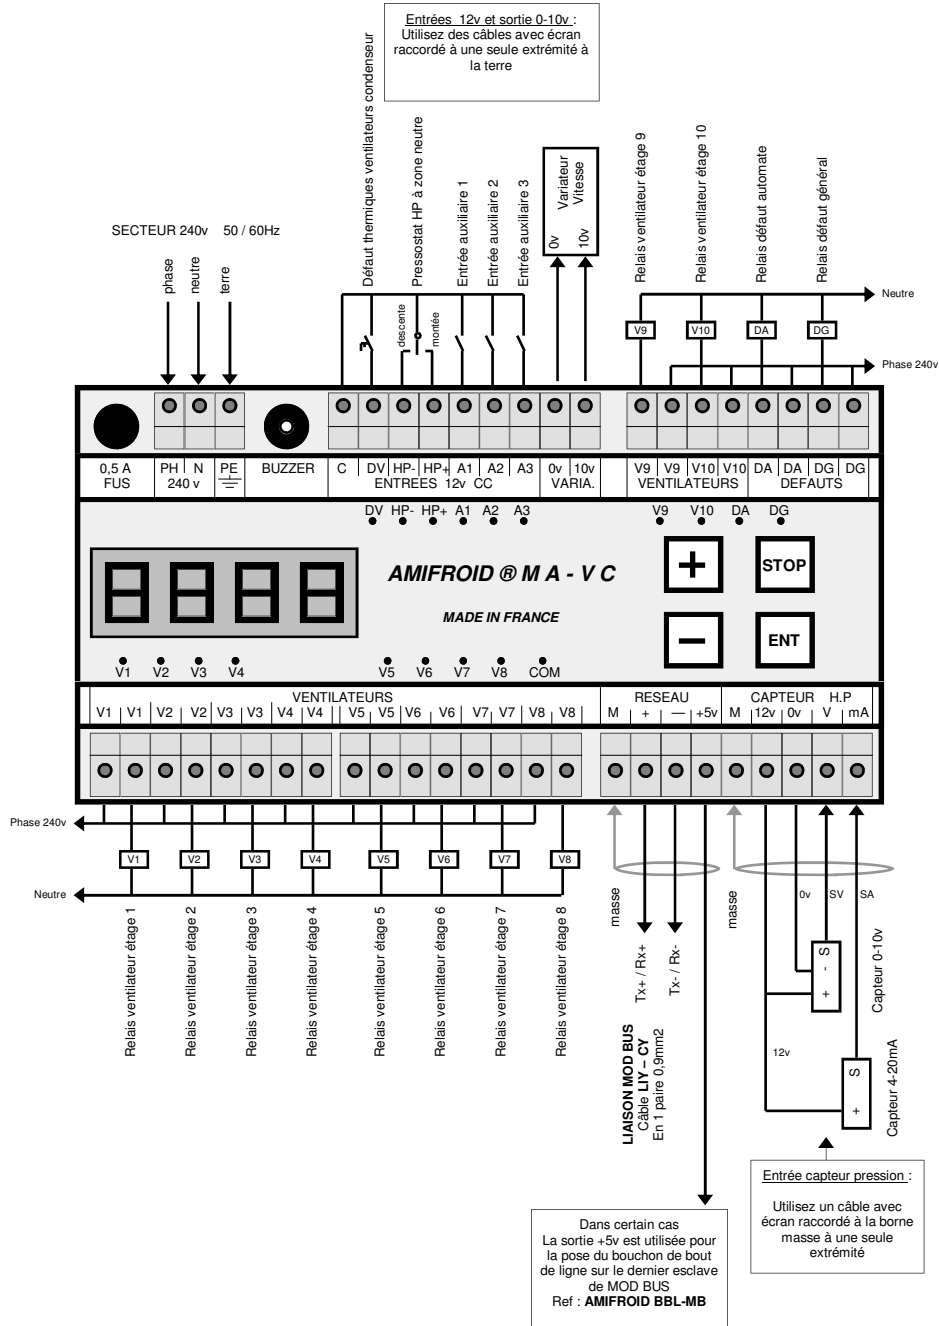 Entrées 12v et sortie 0-10v :
Utilisez des câbles avec écran
raccordé à une seule extrémité à
la terre
SECTEUR 240v 50 / 60Hz
phase
neutre
terre
Défaut thermiques ventilateurs condenseur
Pressostat HP à zone neutre
Entrée auxiliaire 1
Entrée auxiliaire 2
Entrée auxiliaire 3
descente
montée
Variateur
Vitesse
0v
10v
Relais ventilateur étage 9
Relais ventilateur étage 10
Relais défaut automate
Relais défaut général
Neutre
V9 V10 DA DG
Phase 240v
0,5 A
FUS
PH N PE
240 v
BUZZER
C DV HP- HP+ A1 A2 A3
ENTREES 12v CC
0v 10v
VARIA.
V9 V9 V10 V10 DA DA DG DG
VENTILATEURS DEFAUTS
DV HP- HP+ A1 A2 A3
V9 V10 DA DG
8888
AMIFROID ® M A - V C
MADE IN FRANCE
+ STOP
— ENT
V1 V2 V3 V4
V5 V6 V7 V8 COM
VENTILATEURS
V1 V1 V2 V2 V3 V3 V4 V4 V5 V5 V6 V6 V7 V7 V8 V8
RESEAU
M + — +5v
CAPTEUR H.P
M 12v 0v V mA
Phase 240v
V1 V2 V3 V4 V5 V6 V7 V8
Neutre
Relais ventilateur étage 1
Relais ventilateur étage 2
Relais ventilateur étage 3
Relais ventilateur étage 4
Relais ventilateur étage 5
Relais ventilateur étage 6
Relais ventilateur étage 7
Relais ventilateur étage 8
masse
Tx+ / Rx+
Tx- / Rx-
masse
0v SV SA
+ - S
Capteur 0-10v
12v
+ S
Capteur 4-20mA
LIAISON MOD BUS
Câble LIY – CY
En 1 paire 0,9mm2
Entrée capteur pression :
Utilisez un câble avec
écran raccordé à la borne
masse à une seule
extrémité
Dans certain cas
La sortie +5v est utilisée pour
la pose du bouchon de bout
de ligne sur le dernier esclave
de MOD BUS
Ref : AMIFROID BBL-MB